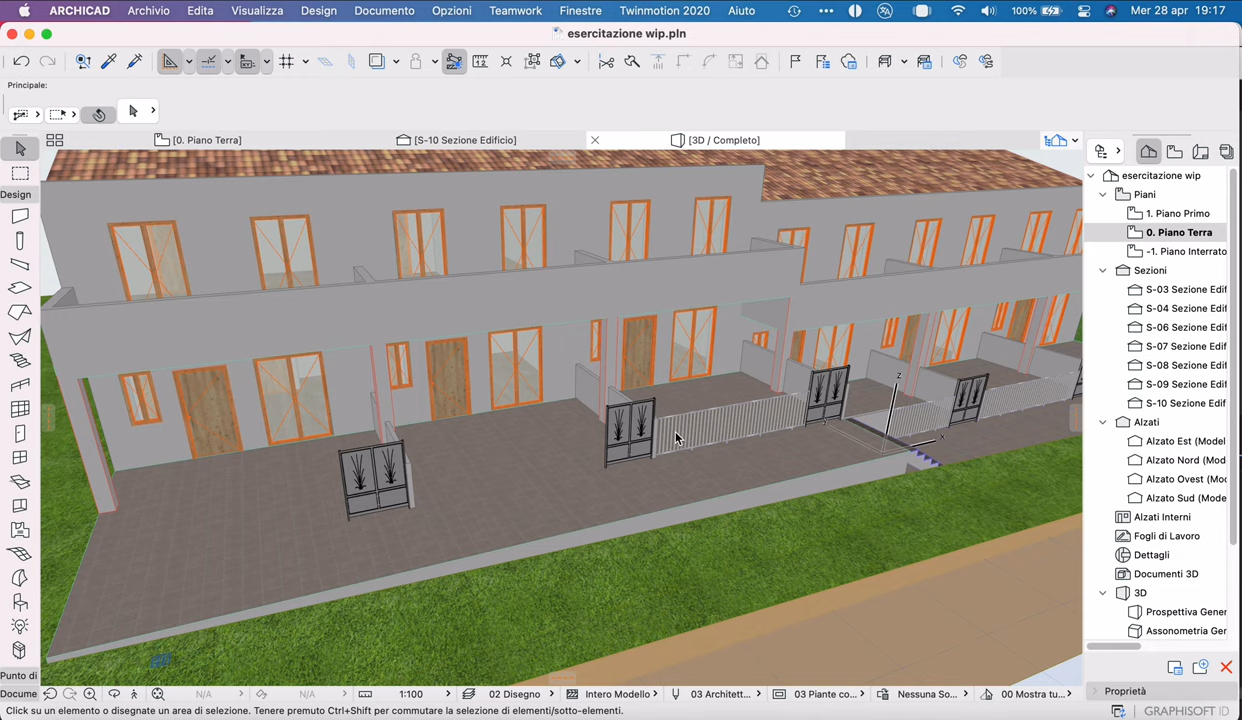 ARCHICAD Archivio Edita Visualizza Design Documento Opzioni Teamwork Finestre Twinmotion 2020 Aiuto 100% Mer 28 apr 19:17
esercitazione wip.pln
Principale:
[0. Piano Terra] [S-10 Sezione Edificio] [3D / Completo]
esercitazione wip
Design
Piani
1. Piano Primo
0. Piano Terra
-1. Piano Interrato
Sezioni
S-03 Sezione Edif
S-04 Sezione Edif
S-06 Sezione Edif
S-07 Sezione Edif
S-08 Sezione Edif
S-09 Sezione Edif
S-10 Sezione Edif
Alzati
Alzato Est (Model
Alzato Nord (Mod
Alzato Ovest (Mo
Alzato Sud (Mode
Alzati Interni
Fogli di Lavoro
Dettagli
Documenti 3D
3D
Prospettiva Gener
Assonometria Ger
z
x
Punto di
Docume N/A N/A 1:100 02 Disegno Intero Modello 03 Architett... 03 Piante co... Nessuna So... 00 Mostra tu...
Proprietà
Click su un elemento o disegnate un area di selezione. Tenere premuto Ctrl+Shift per commutare la selezione di elementi/sotto-elementi.
GRAPHISOFT ID